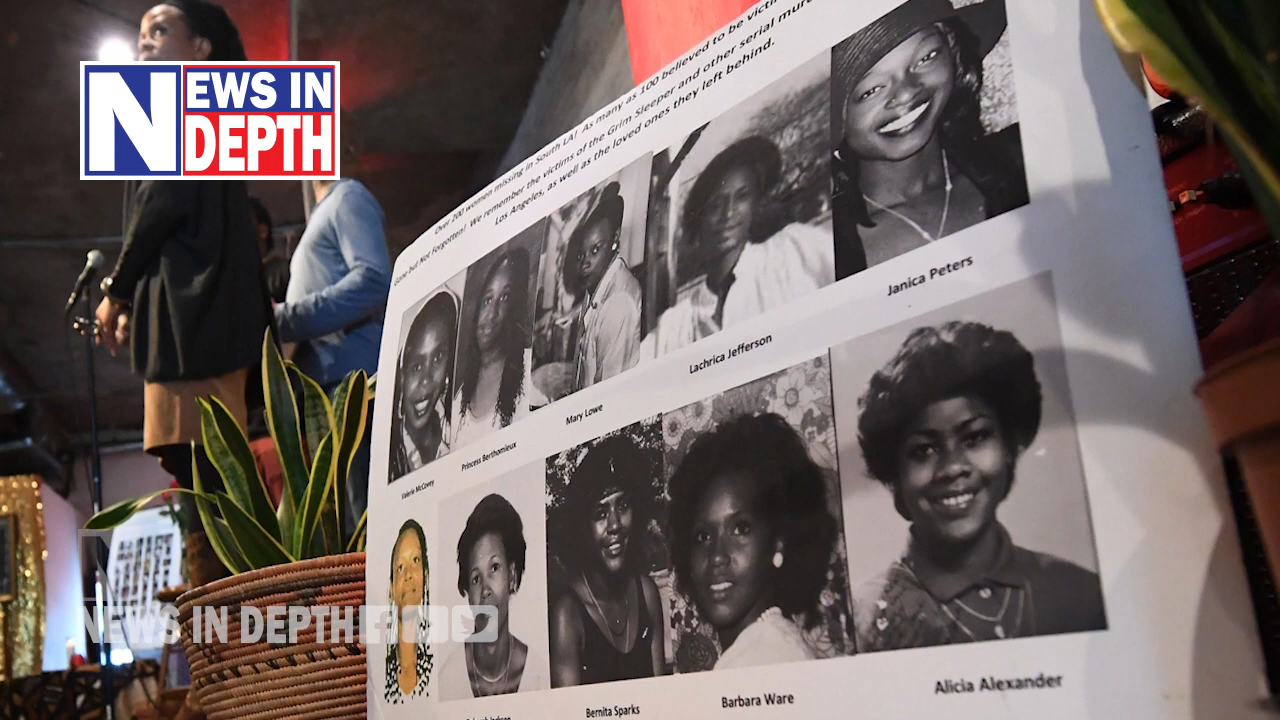 NEWS IN
DEPTH
Over 200 women missing in South LA! As many as 100 believed to be
Gone but Not Forgotten! We remember the victims of the Grim Sleeper and other serial
Los Angeles, as well as the loved ones they left behind.
Janica Peters
Lachrica Jefferson
Mary Lowe
Princess Berthomieux
Valerie McCovey
Alicia Alexander
Barbara Ware
Bernita Sparks
NEWS IN DEPTH